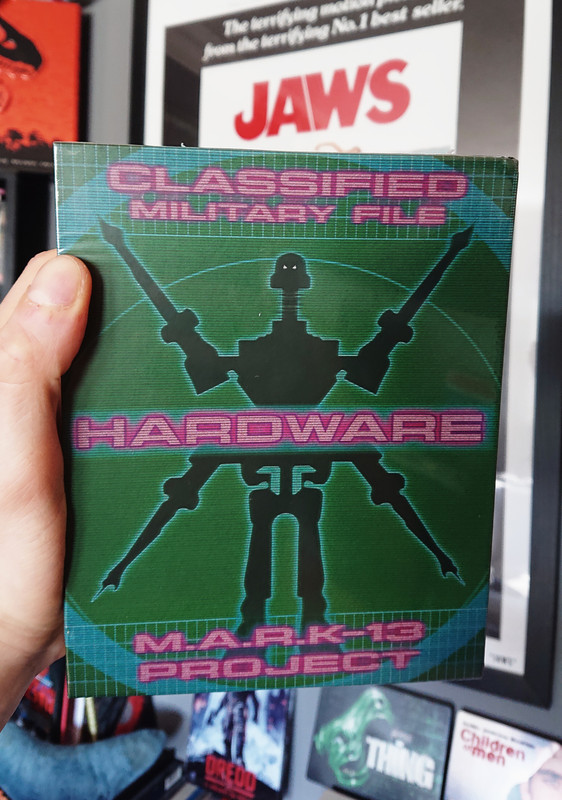 The terrifying motion
from the terrifying No.1 best seller.
JAWS
CLASSIFIED
MILITARY FILE
HARDWARE
M.A.R.K-13
PROJECT
DREDD
THE
THING
Children
of men